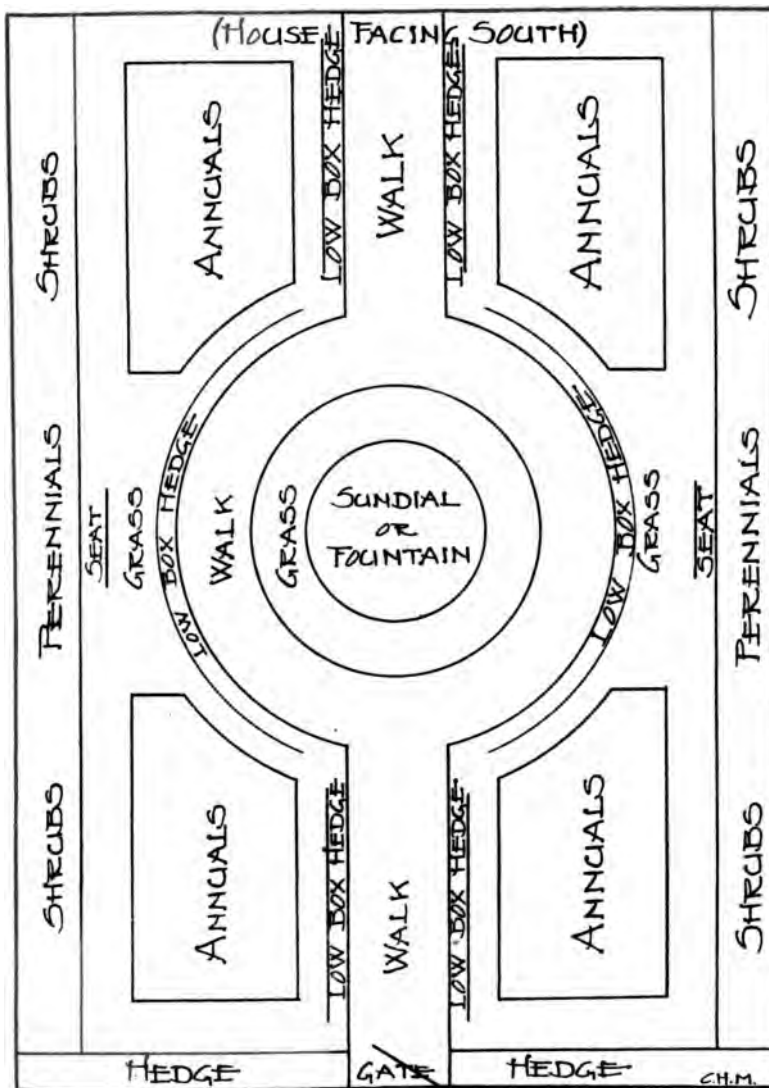 (HOUSE FACING SOUTH)
SHRUBS
ANNUALS
LOW BOX HEDGE
WALK
LOW BOX HEDGE
ANNUALS
SHRUBS
PERENNIALS
SEAT
GRASS
LOW BOX HEDGE
WALK
GRASS
SUNDIAL
OR
FOUNTAIN
LOW BOX HEDGE
GRASS
SEAT
PERENNIALS
SHRUBS
ANNUALS
LOW BOX HEDGE
WALK
LOW BOX HEDGE
ANNUALS
SHRUBS
HEDGE
GATE
HEDGE
C.H.M.